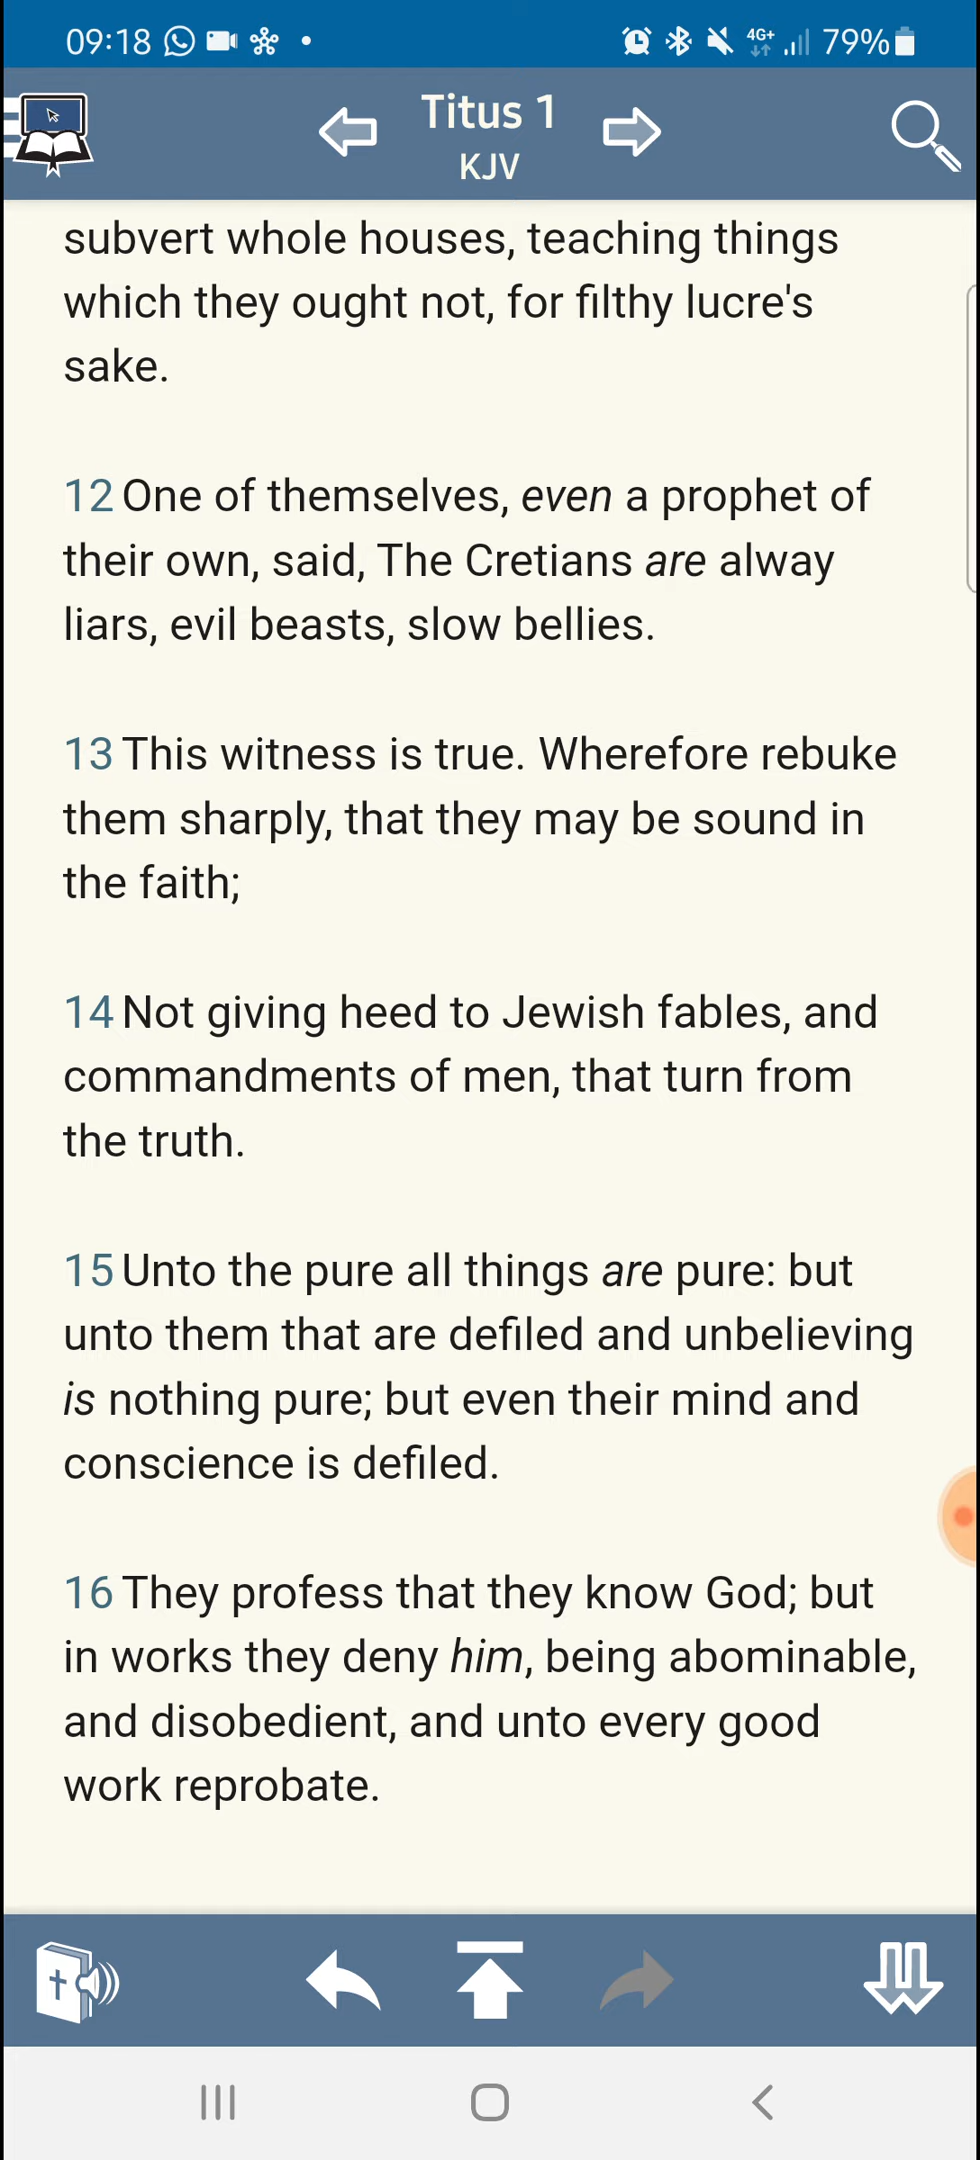 09:18
4G+ 79%
Titus 1
KJV
subvert whole houses, teaching things
which they ought not, for filthy lucre's
sake.
12 One of themselves, even a prophet of
their own, said, The Cretians are alway
liars, evil beasts, slow bellies.
13 This witness is true. Wherefore rebuke
them sharply, that they may be sound in
the faith;
14 Not giving heed to Jewish fables, and
commandments of men, that turn from
the truth.
15 Unto the pure all things are pure: but
unto them that are defiled and unbelieving
is nothing pure; but even their mind and
conscience is defiled.
16 They profess that they know God; but
in works they deny him, being abominable,
and disobedient, and unto every good
work reprobate.